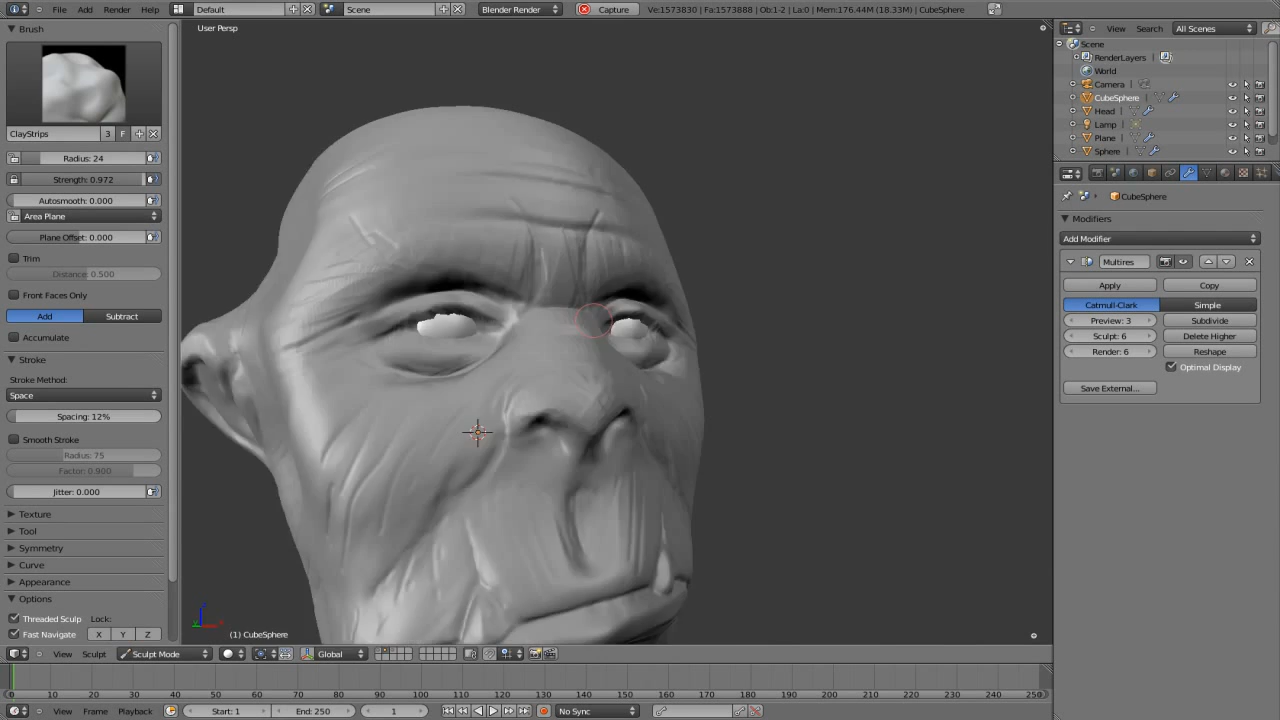 File Add Render Help Default Scene Blender Render Capture Ve:1573830 | Fa:1573888 | Ob:1-2 | La:0 | Mem:176.44M (18.33M) | CubeSphere
Brush
ClayStrips 3 F
Radius: 24
Strength: 0.972
Autosmooth: 0.000
Area Plane
Plane Offset: 0.000
Trim
Distance: 0.500
Front Faces Only
Add Subtract
Accumulate
Stroke
Stroke Method:
Space
Spacing: 12%
Smooth Stroke
Radius: 75
Factor: 0.900
Jitter: 0.000
Texture
Tool
Symmetry
Curve
Appearance
Options
Threaded Sculp Lock:
Fast Navigate X Y Z
User Persp
(1) CubeSphere
View Sculpt Sculpt Mode Global
0 10 20 30 40 50 60 70 80 90 100 110 120 130 140 150 160 170 180 190 200 210 220 230 240 250
View Frame Playback Start: 1 End: 250 1 No Sync
View Search All Scenes
Scene
RenderLayers
World
Camera
CubeSphere
Head
Lamp
Plane
Sphere
CubeSphere
Modifiers
Add Modifier
Multires
Apply Copy
Catmull-Clark Simple
Preview: 3 Subdivide
Sculpt: 6 Delete Higher
Render: 6 Reshape
Optimal Display
Save External...